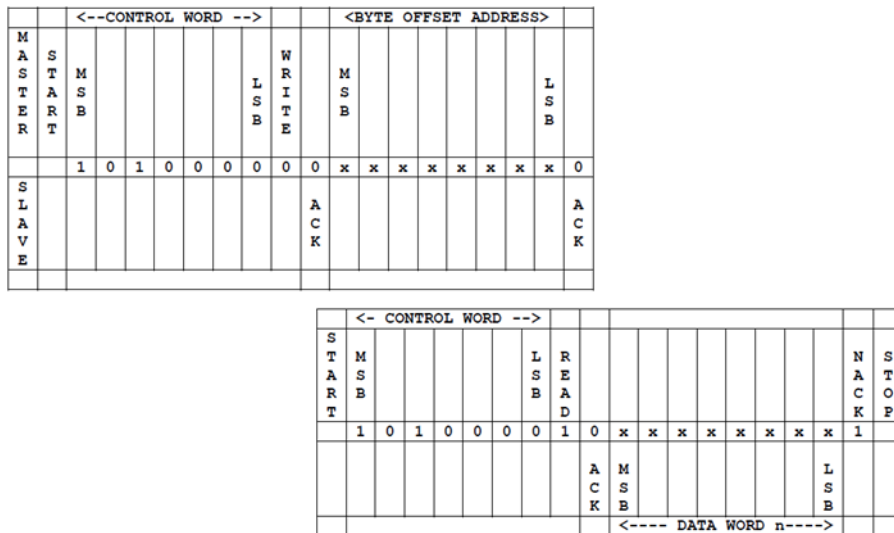 <--CONTROL WORD -->
<BYTE OFFSET ADDRESS>
MASTER
START
MSB
LSB
WRITE
MSB
LSB
1 0 1 0 0 0 0 0 0 x x x x x x x x 0
SLAVE
ACK
ACK
<- CONTROL WORD -->
START
MSB
LSB
READ
NACK
STOP
1 0 1 0 0 0 0 1 0 x x x x x x x x 1
ACK
MSB
LSB
<---- DATA WORD n---->